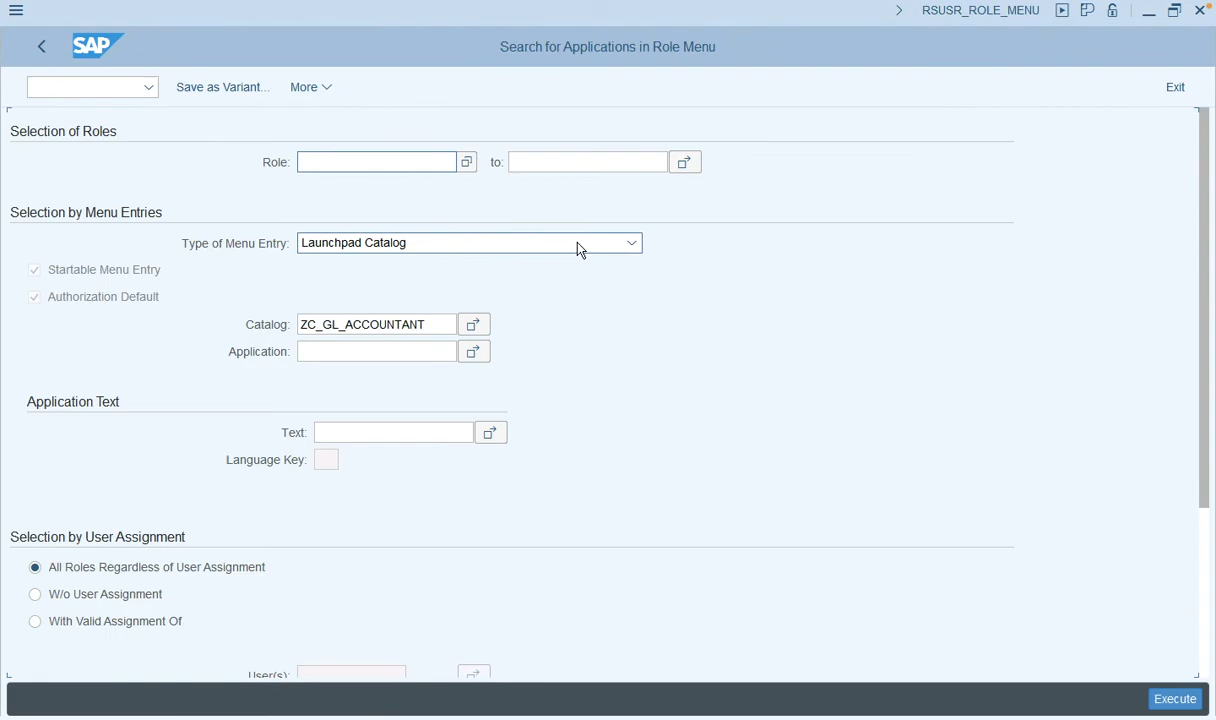 RSUSR_ROLE_MENU
SAP
Search for Applications in Role Menu
Save as Variant...
More
Exit
Selection of Roles
Role:
to:
Selection by Menu Entries
Type of Menu Entry:
Launchpad Catalog
Startable Menu Entry
Authorization Default
Catalog:
ZC_GL_ACCOUNTANT
Application:
Application Text
Text:
Language Key:
Selection by User Assignment
All Roles Regardless of User Assignment
W/o User Assignment
With Valid Assignment Of
User(s):
Execute